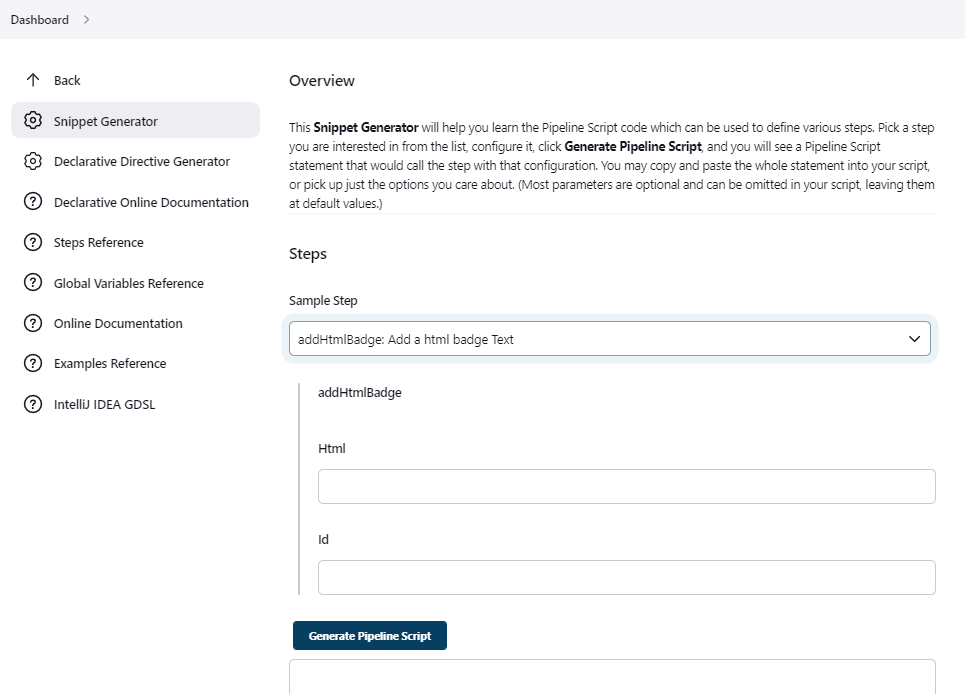 Dashboard
Back
Snippet Generator
Declarative Directive Generator
Declarative Online Documentation
Steps Reference
Global Variables Reference
Online Documentation
Examples Reference
IntelliJ IDEA GDSL
Overview
This Snippet Generator will help you learn the Pipeline Script code which can be used to define various steps. Pick a step
you are interested in from the list, configure it, click Generate Pipeline Script, and you will see a Pipeline Script
statement that would call the step with that configuration. You may copy and paste the whole statement into your script,
or pick up just the options you care about. (Most parameters are optional and can be omitted in your script, leaving them
at default values.)
Steps
Sample Step
addHtmlBadge: Add a html badge Text
addHtmlBadge
Html
Id
Generate Pipeline Script